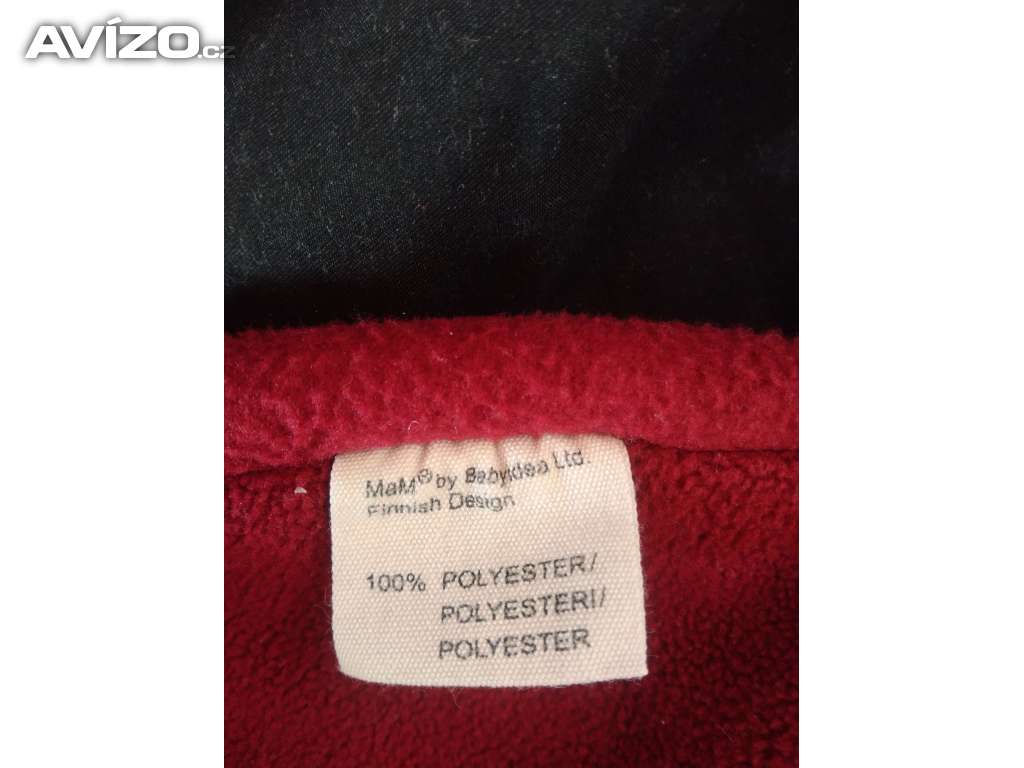 AVÍZO.cz
MaM® by Babyidea Ltd.
Finnish Design
100% POLYESTER/
POLYESTERI/
POLYESTER